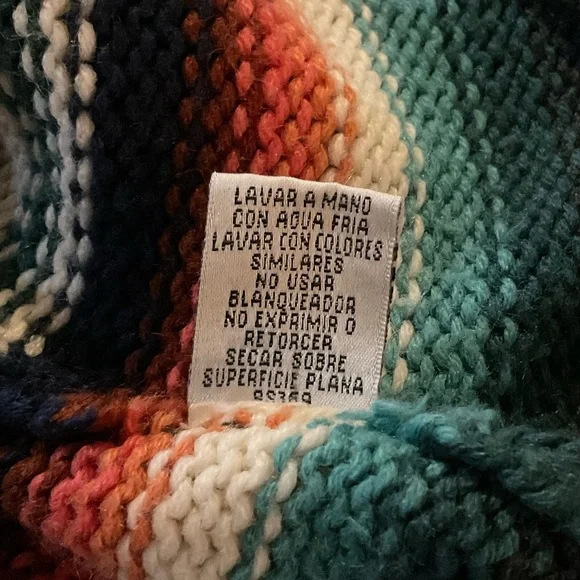 LAVAR A MANO
CON AGUA FRIA
LAVAR CON COLORES
SIMILARES
NO USAR
BLANQUEADOR
NO EXPRIMIR O
RETORCER
SECAR SOBRE
SUPERFICIE PLANA